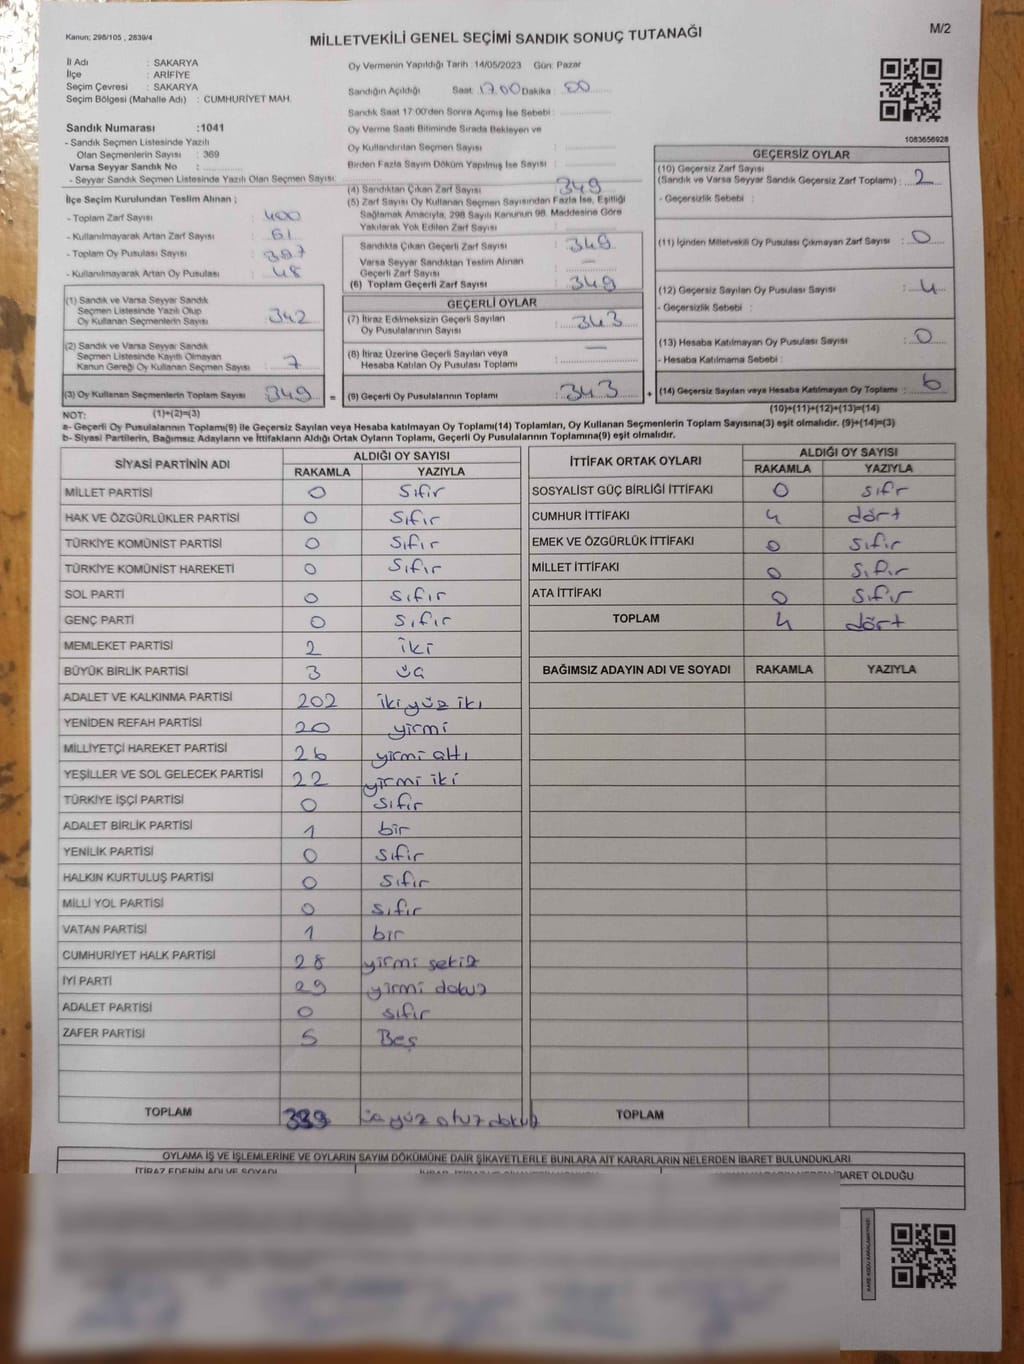 Kanun; 298/105 , 2839/4
MİLLETVEKİLİ GENEL SEÇİMİ SANDIK SONUÇ TUTANAĞI
M/2
İl Adı : SAKARYA
İlçe : ARİFİYE
Seçim Çevresi : SAKARYA
Seçim Bölgesi (Mahalle Adı) : CUMHURİYET MAH.
Sandık Numarası :1041
- Sandık Seçmen Listesinde Yazılı
Olan Seçmenlerin Sayısı : 369
Varsa Seyyar Sandık No :
- Seyyar Sandık Seçmen Listesinde Yazılı Olan Seçmen Sayısı:
Oy Vermenin Yapıldığı Tarih :14/05/2023 Gün: Pazar
Sandığın Açıldığı Saat: 17.00 Dakika : 00
Sandık Saat 17:00'den Sonra Açımış İse Sebebi :
Oy Verme Saati Bitiminde Sırada Bekleyen ve
Oy Kullandırılan Seçmen Sayısı :
Birden Fazla Sayım Döküm Yapılmış İse Sayısı :
1083656928
İlçe Seçim Kurulundan Teslim Alınan ;
- Toplam Zarf Sayısı : 400
- Kullanılmayarak Artan Zarf Sayısı : 61
- Toplam Oy Pusulası Sayısı : 397
- Kullanılmayarak Artan Oy Pusulası : 48
(1) Sandık ve Varsa Seyyar Sandık
Seçmen Listesinde Yazılı Olup
Oy Kullanan Seçmenlerin Sayısı : 342
(2) Sandık ve Varsa Seyyar Sandık
Seçmen Listesinde Kayıtlı Olmayan
Kanun Gereği Oy Kullanan Seçmen Sayısı : 7
(3) Oy Kullanan Seçmenlerin Toplam Sayısı : 349 =
(4) Sandıktan Çıkan Zarf Sayısı : 349
(5) Zarf Sayısı Oy Kullanan Seçmen Sayısından Fazla İse, Eşitliği
Sağlamak Amacıyla, 298 Sayılı Kanunun 98. Maddesine Göre
Yakılarak Yok Edilen Zarf Sayısı :
Sandıkta Çıkan Geçerli Zarf Sayısı : 349
Varsa Seyyar Sandıktan Teslim Alınan
Geçerli Zarf Sayısı : —
(6) Toplam Geçerli Zarf Sayısı : 349
GEÇERLİ OYLAR
(7) İtiraz Edilmeksizin Geçerli Sayılan
Oy Pusulalarının Sayısı : 343
(8) İtiraz Üzerine Geçerli Sayılan veya
Hesaba Katılan Oy Pusulası Toplamı : —
(9) Geçerli Oy Pusulalarının Toplamı : 343 +
GEÇERSİZ OYLAR
(10) Geçersiz Zarf Sayısı
(Sandık ve Varsa Seyyar Sandık Geçersiz Zarf Toplamı) : 2
- Geçersizlik Sebebi :
(11) İçinden Milletvekili Oy Pusulası Çıkmayan Zarf Sayısı : 0
(12) Geçersiz Sayılan Oy Pusulası Sayısı : 4
- Geçersizlik Sebebi :
(13) Hesaba Katılmayan Oy Pusulası Sayısı : 0
- Hesaba Katılmama Sebebi :
(14) Geçersiz Sayılan veya Hesaba Katılmayan Oy Toplamı : 6
NOT: (1)+(2)=(3)
(10)+(11)+(12)+(13)=(14)
a- Geçerli Oy Pusulalarının Toplamı(9) ile Geçersiz Sayılan veya Hesaba katılmayan Oy Toplamı(14) Toplamları, Oy Kullanan Seçmenlerin Toplam Sayısına(3) eşit olmalıdır. (9)+(14)=(3)
b- Siyasi Partilerin, Bağımsız Adayların ve İttifakların Aldığı Ortak Oyların Toplamı, Geçerli Oy Pusulalarının Toplamına(9) eşit olmalıdır.
SİYASİ PARTİNİN ADI
ALDIĞI OY SAYISI
RAKAMLA YAZIYLA
MİLLET PARTİSİ 0 Sıfır
HAK VE ÖZGÜRLÜKLER PARTİSİ 0 Sıfır
TÜRKİYE KOMÜNİST PARTİSİ 0 Sıfır
TÜRKİYE KOMÜNİST HAREKETİ 0 Sıfır
SOL PARTİ 0 Sıfır
GENÇ PARTİ 0 Sıfır
MEMLEKET PARTİSİ 2 iki
BÜYÜK BİRLİK PARTİSİ 3 üç
ADALET VE KALKINMA PARTİSİ 202 ikiyüz iki
YENİDEN REFAH PARTİSİ 20 yirmi
MİLLİYETÇİ HAREKET PARTİSİ 26 yirmi altı
YEŞİLLER VE SOL GELECEK PARTİSİ 22 yirmi iki
TÜRKİYE İŞÇİ PARTİSİ 0 sıfır
ADALET BİRLİK PARTİSİ 1 bir
YENİLİK PARTİSİ 0 sıfır
HALKIN KURTULUŞ PARTİSİ 0 sıfır
MİLLİ YOL PARTİSİ 0 sıfır
VATAN PARTİSİ 1 bir
CUMHURİYET HALK PARTİSİ 28 yirmi sekiz
İYİ PARTİ 29 yirmi dokuz
ADALET PARTİSİ 0 sıfır
ZAFER PARTİSİ 5 Beş
TOPLAM 339 üçyüz otuz dokuz
İTTİFAK ORTAK OYLARI
ALDIĞI OY SAYISI
RAKAMLA YAZIYLA
SOSYALİST GÜÇ BİRLİĞİ İTTİFAKI 0 sıfır
CUMHUR İTTİFAKI 4 dört
EMEK VE ÖZGÜRLÜK İTTİFAKI 0 sıfır
MİLLET İTTİFAKI 0 sıfır
ATA İTTİFAKI 0 sıfır
TOPLAM 4 dört
BAĞIMSIZ ADAYIN ADI VE SOYADI RAKAMLA YAZIYLA
TOPLAM
OYLAMA İŞ VE İŞLEMLERİNE VE OYLARIN SAYIM DÖKÜMÜNE DAİR ŞİKAYETLERLE BUNLARA AİT KARARLARIN NELERDEN İBARET BULUNDUKLARI
İTİRAZ EDENİN ADI VE SOYADI
İBARET OLDUĞU